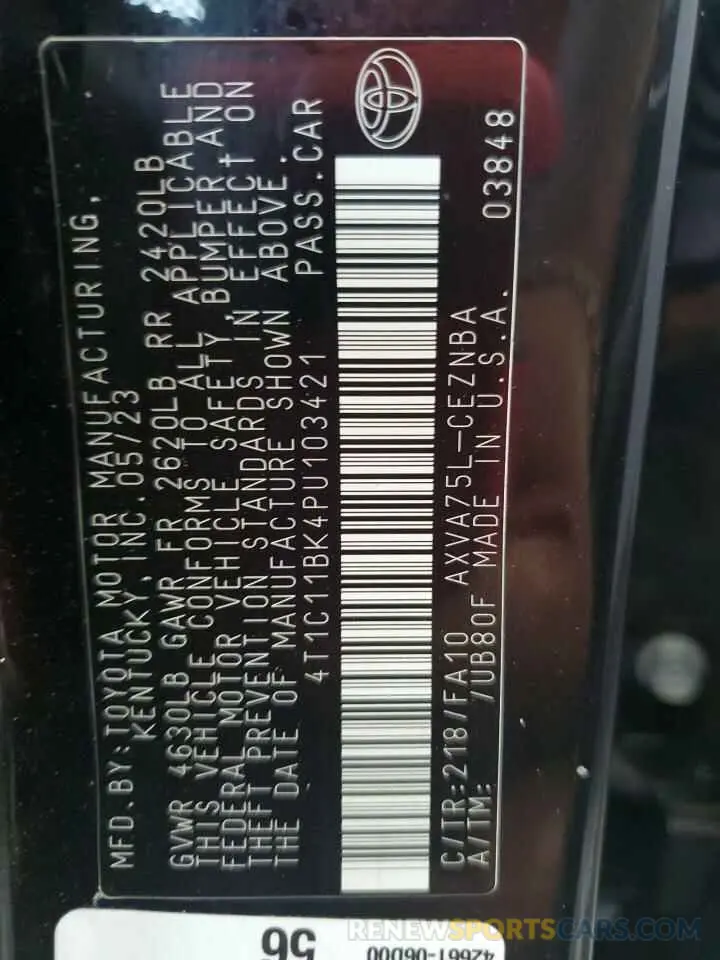 MFD.BY:TOYOTA MOTOR MANUFACTURING,
KENTUCKY,INC.05/23
GVWR 4630LB GAWR FR 2620LB RR 2420LB
THIS VEHICLE CONFORMS TO ALL APPLICABLE
FEDERAL MOTOR VEHICLE SAFETY,BUMPER,AND
THEFT PREVENTION STANDARDS IN EFFECT ON
THE DATE OF MANUFACTURE SHOWN ABOVE.
4T1C11BK4PU103421 PASS.CAR
C/TR:218/FA10 AXVA75L-CEZNBA 03848
A/TM: /UB80F MADE IN U.S.A.
56
42661-06D00
RENEWSPORTSCARS.COM